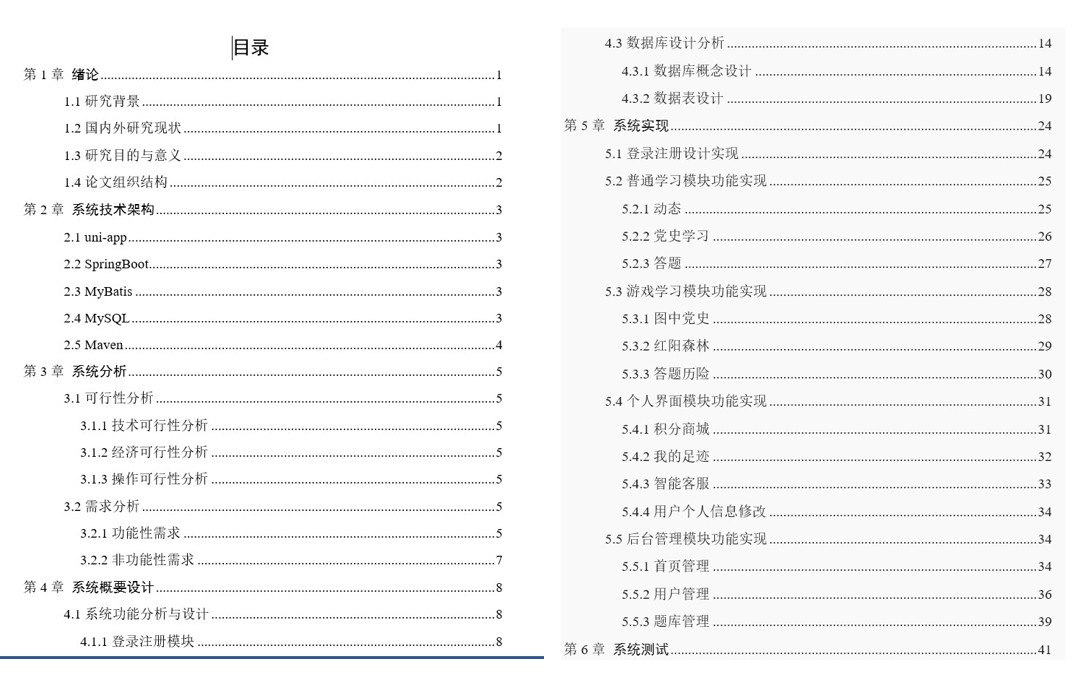 目录
第 1 章 绪论 1
1.1 研究背景 1
1.2 国内外研究现状 1
1.3 研究目的与意义 2
1.4 论文组织结构 2
第 2 章 系统技术架构 3
2.1 uni-app 3
2.2 SpringBoot 3
2.3 MyBatis 3
2.4 MySQL 3
2.5 Maven 4
第 3 章 系统分析 5
3.1 可行性分析 5
3.1.1 技术可行性分析 5
3.1.2 经济可行性分析 5
3.1.3 操作可行性分析 5
3.2 需求分析 5
3.2.1 功能性需求 5
3.2.2 非功能性需求 7
第 4 章 系统概要设计 8
4.1 系统功能分析与设计 8
4.1.1 登录注册模块 8
4.3 数据库设计分析 14
4.3.1 数据库概念设计 14
4.3.2 数据表设计 19
第 5 章 系统实现 24
5.1 登录注册设计实现 24
5.2 普通学习模块功能实现 25
5.2.1 动态 25
5.2.2 党史学习 26
5.2.3 答题 27
5.3 游戏学习模块功能实现 28
5.3.1 图中党史 28
5.3.2 红阳森林 29
5.3.3 答题历险 30
5.4 个人界面模块功能实现 31
5.4.1 积分商城 31
5.4.2 我的足迹 32
5.4.3 智能客服 33
5.4.4 用户个人信息修改 34
5.5 后台管理模块功能实现 34
5.5.1 首页管理 34
5.5.2 用户管理 36
5.5.3 题库管理 39
第 6 章 系统测试 41